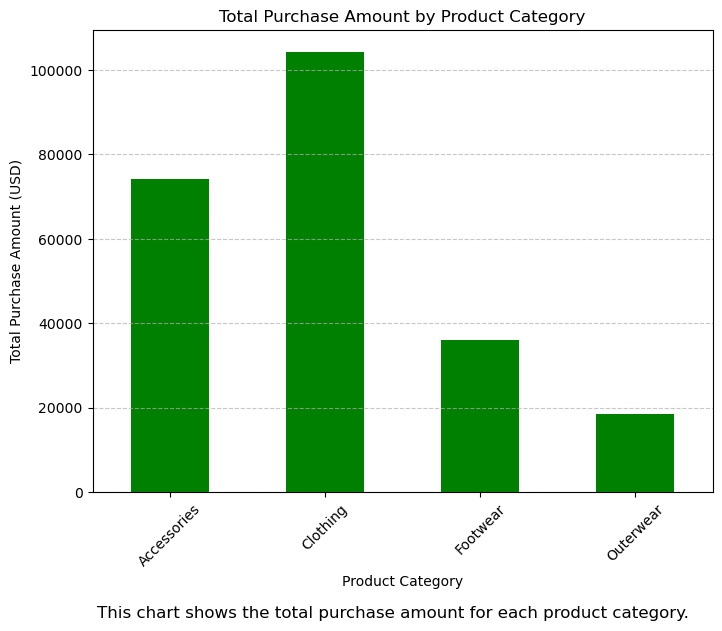 Total Purchase Amount by Product Category
Total Purchase Amount (USD)
100000
80000
60000
40000
20000
0
Accessories
Clothing
Footwear
Outerwear
Product Category
This chart shows the total purchase amount for each product category.